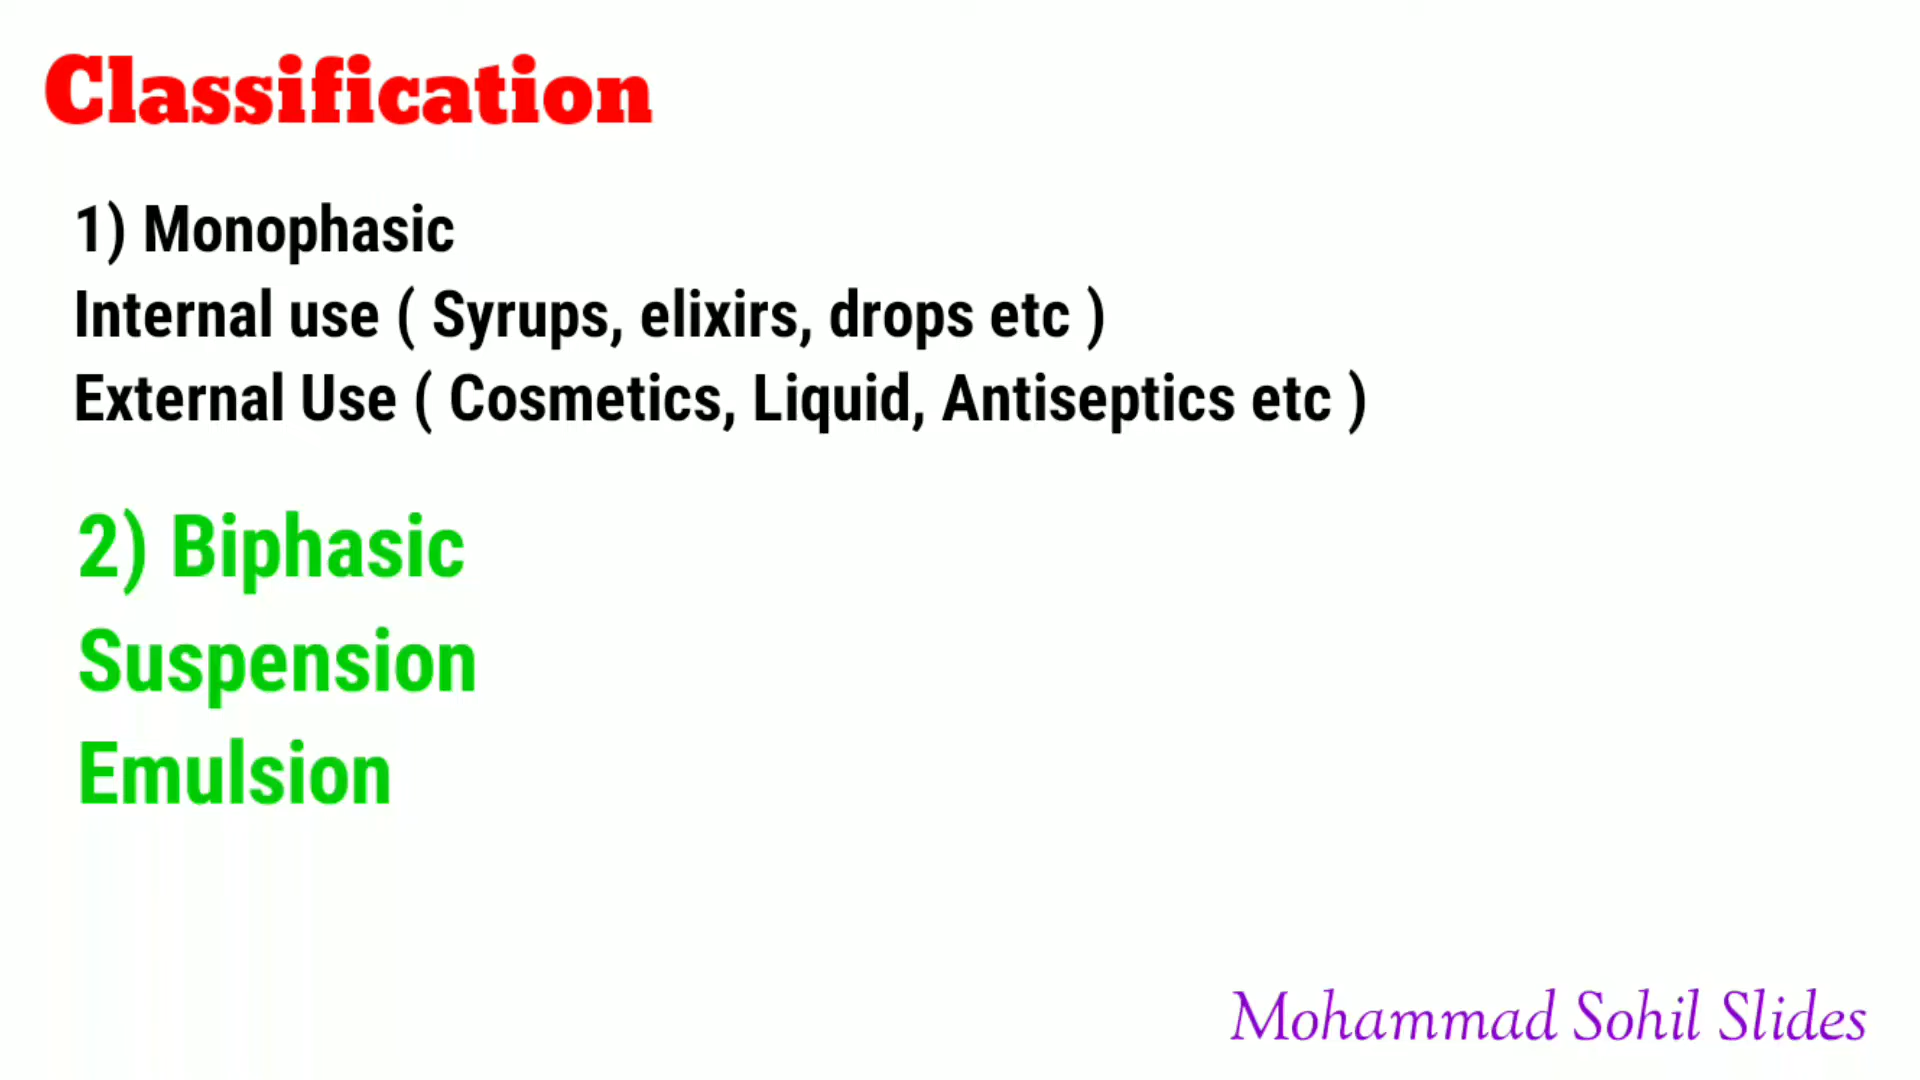 Classification
1) Monophasic
Internal use ( Syrups, elixirs, drops etc )
External Use ( Cosmetics, Liquid, Antiseptics etc )
2) Biphasic
Suspension
Emulsion
Mohammad Sohil Slides